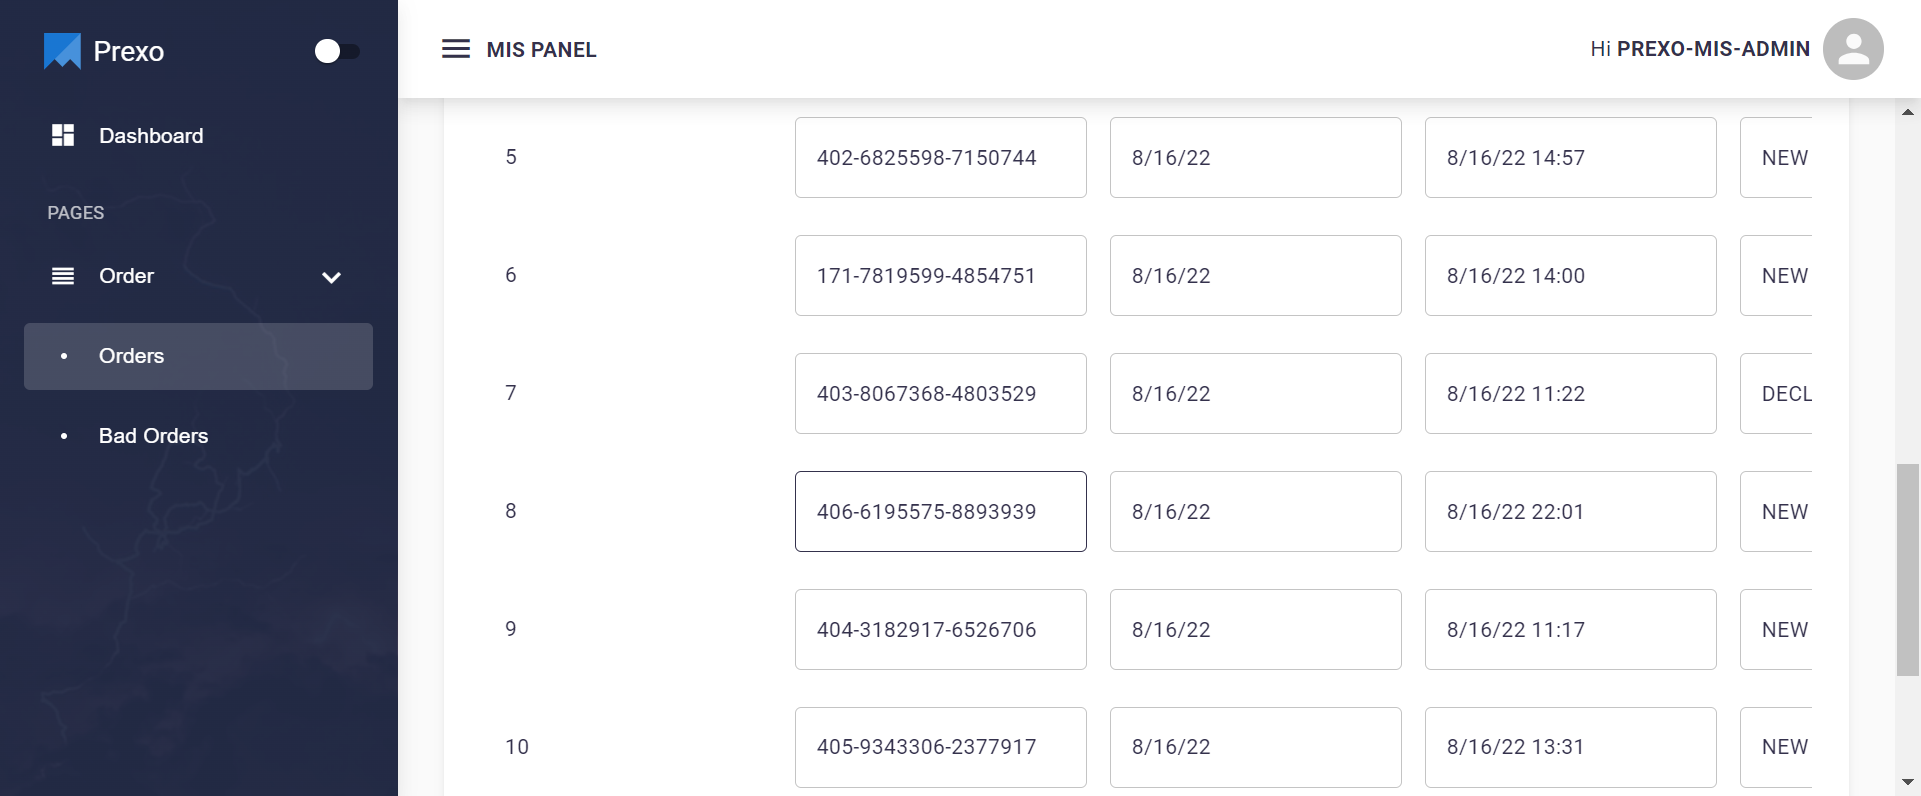 Prexo
MIS PANEL
Hi PREXO-MIS-ADMIN
Dashboard
PAGES
Order
Orders
Bad Orders
5 402-6825598-7150744 8/16/22 8/16/22 14:57 NEW
6 171-7819599-4854751 8/16/22 8/16/22 14:00 NEW
7 403-8067368-4803529 8/16/22 8/16/22 11:22 DECL
8 406-6195575-8893939 8/16/22 8/16/22 22:01 NEW
9 404-3182917-6526706 8/16/22 8/16/22 11:17 NEW
10 405-9343306-2377917 8/16/22 8/16/22 13:31 NEW